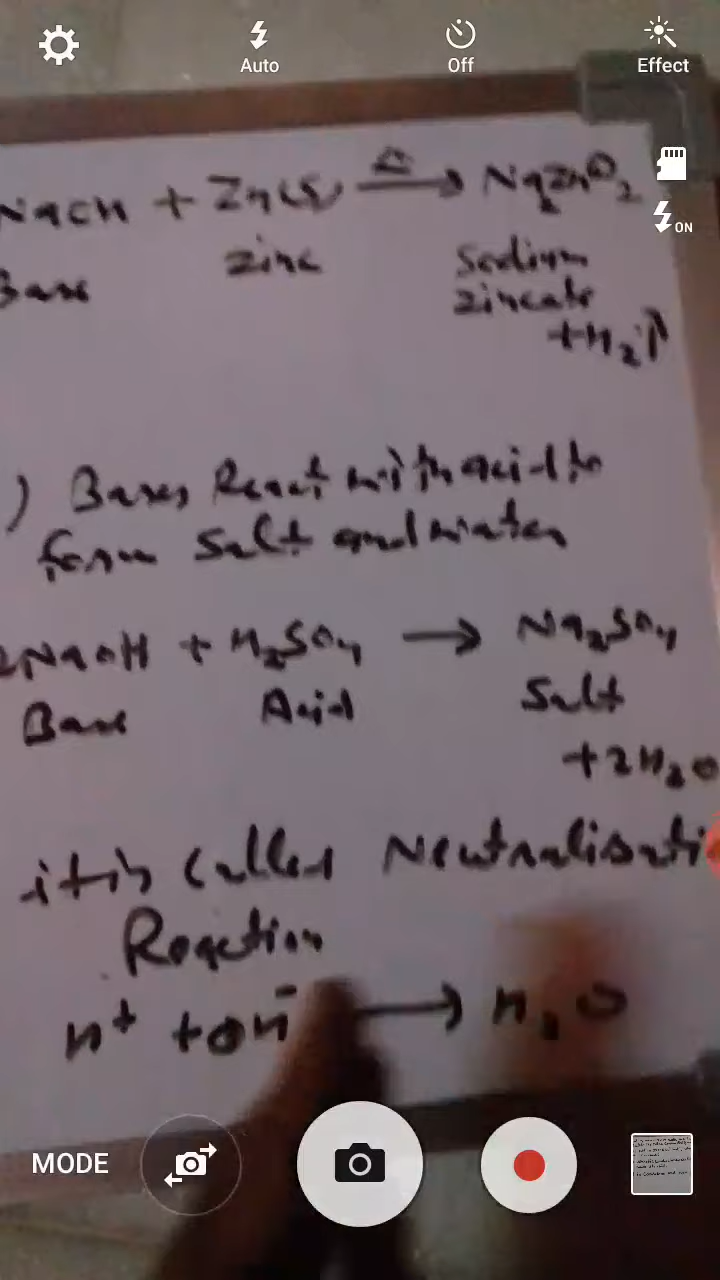 Auto
Off
Effect
ON
NaOH + Zn(s) △→ Na2ZnO2
Base zinc sodium
zincate
+H2↑
) Bases React with acid to
form Salt and water
2NaOH + H2SO4 → Na2SO4
Base Acid Salt
+2H2O
it is called Neutralisati
Reaction
H+ + OH- → H2O
MODE